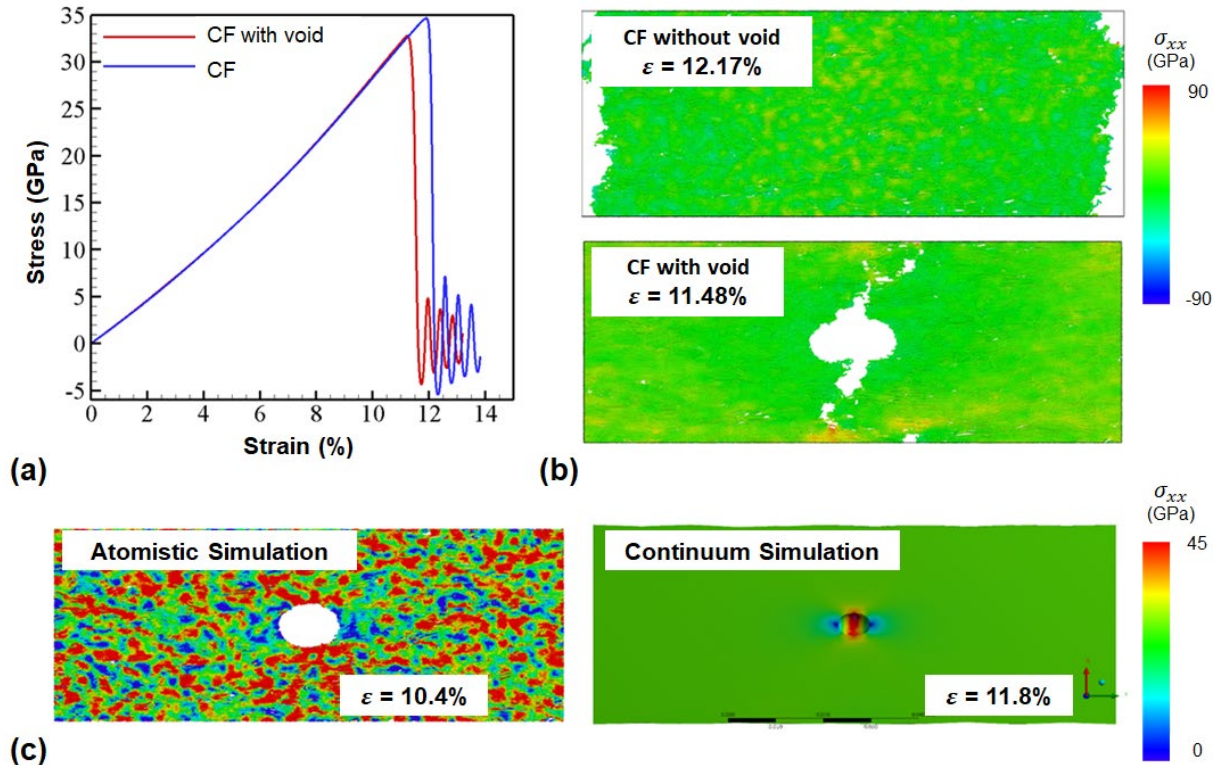 35
30
25
20
15
10
5
0
-5
Stress (GPa)
CF with void
CF
0 2 4 6 8 10 12 14
Strain (%)
(a)
CF without void
ε = 12.17%
CF with void
ε = 11.48%
σxx
(GPa)
90
-90
(b)
Atomistic Simulation
ε = 10.4%
Continuum Simulation
ε = 11.8%
σxx
(GPa)
45
0
(c)